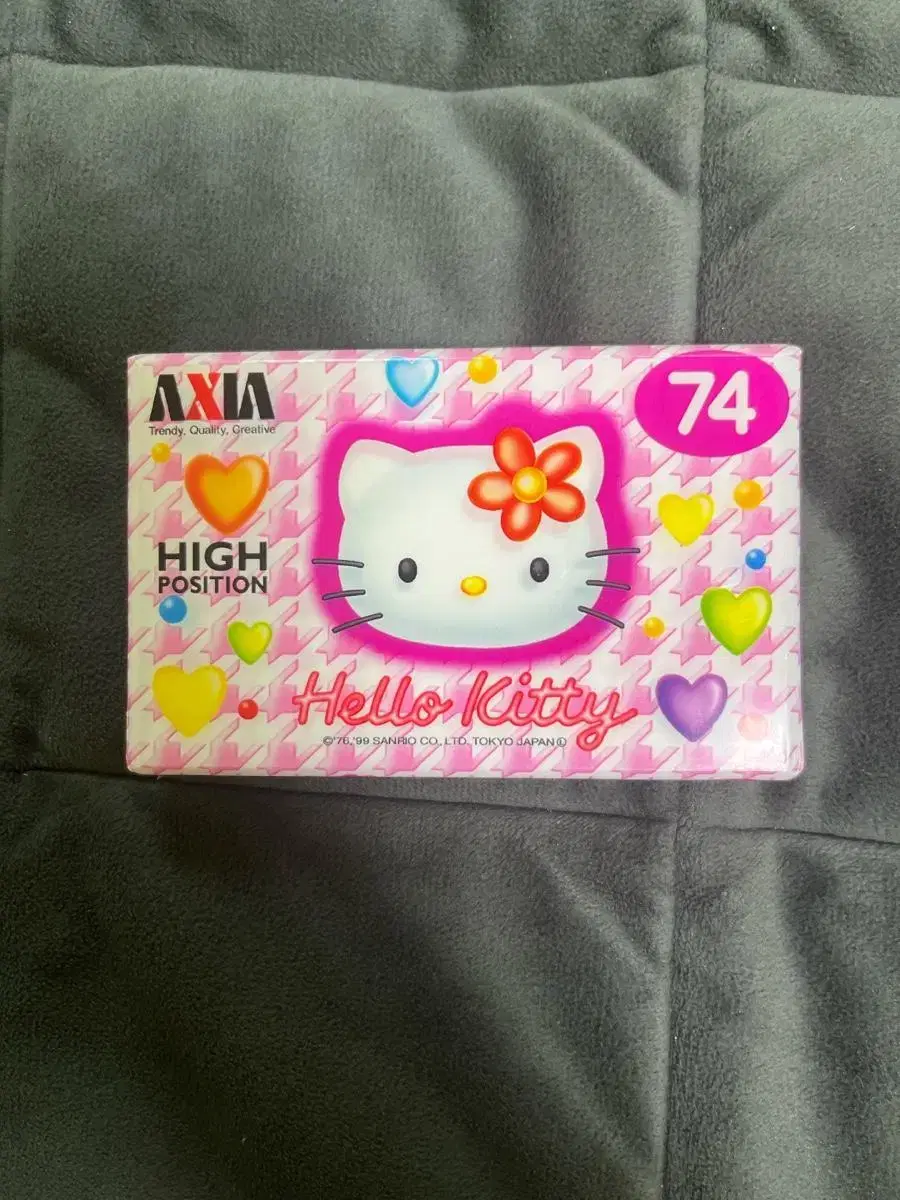 AXIA
Trendy, Quality, Creative
74
HIGH
POSITION
Hello Kitty
©'76,'99 SANRIO CO., LTD. TOKYO JAPAN Ⓛ